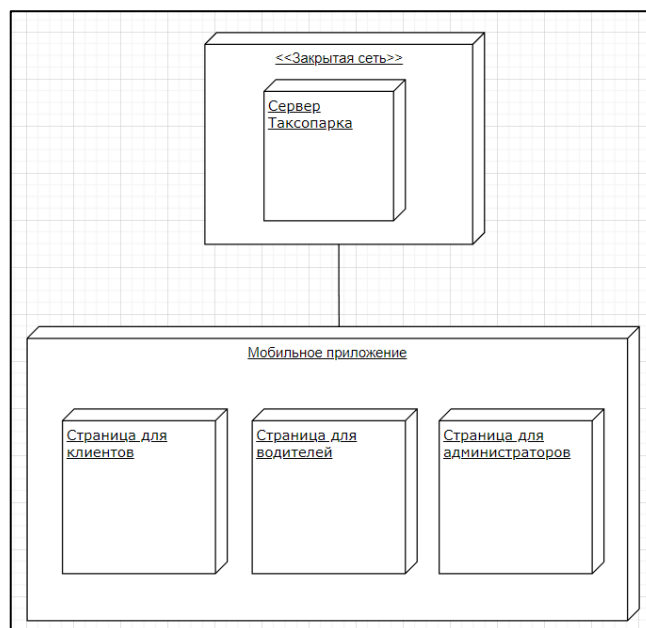 <<Закрытая сеть>>
Сервер
Таксопарка
Мобильное приложение
Страница для
клиентов
Страница для
водителей
Страница для
администраторов